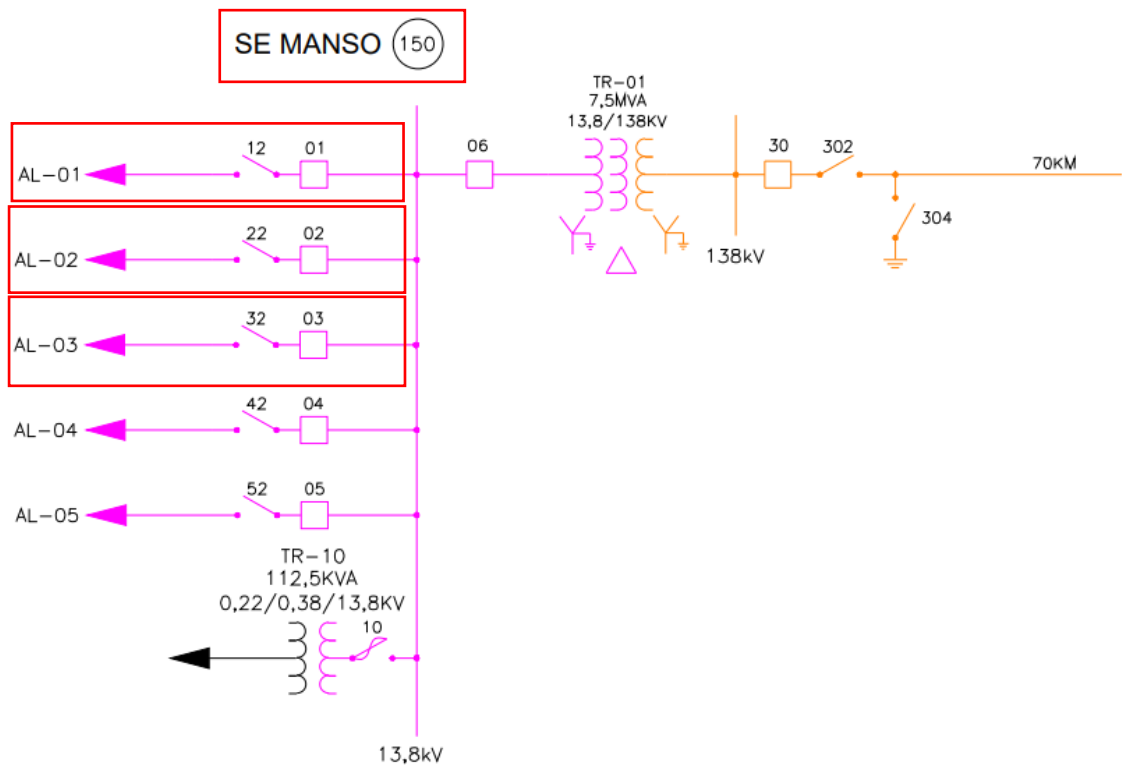 SE MANSO 150
TR-01
7,5MVA
13,8/138KV
12 01
AL-01
06
30 302
70KM
304
138kV
22 02
AL-02
32 03
AL-03
42 04
AL-04
52 05
AL-05
TR-10
112,5KVA
0,22/0,38/13,8KV
10
13,8kV